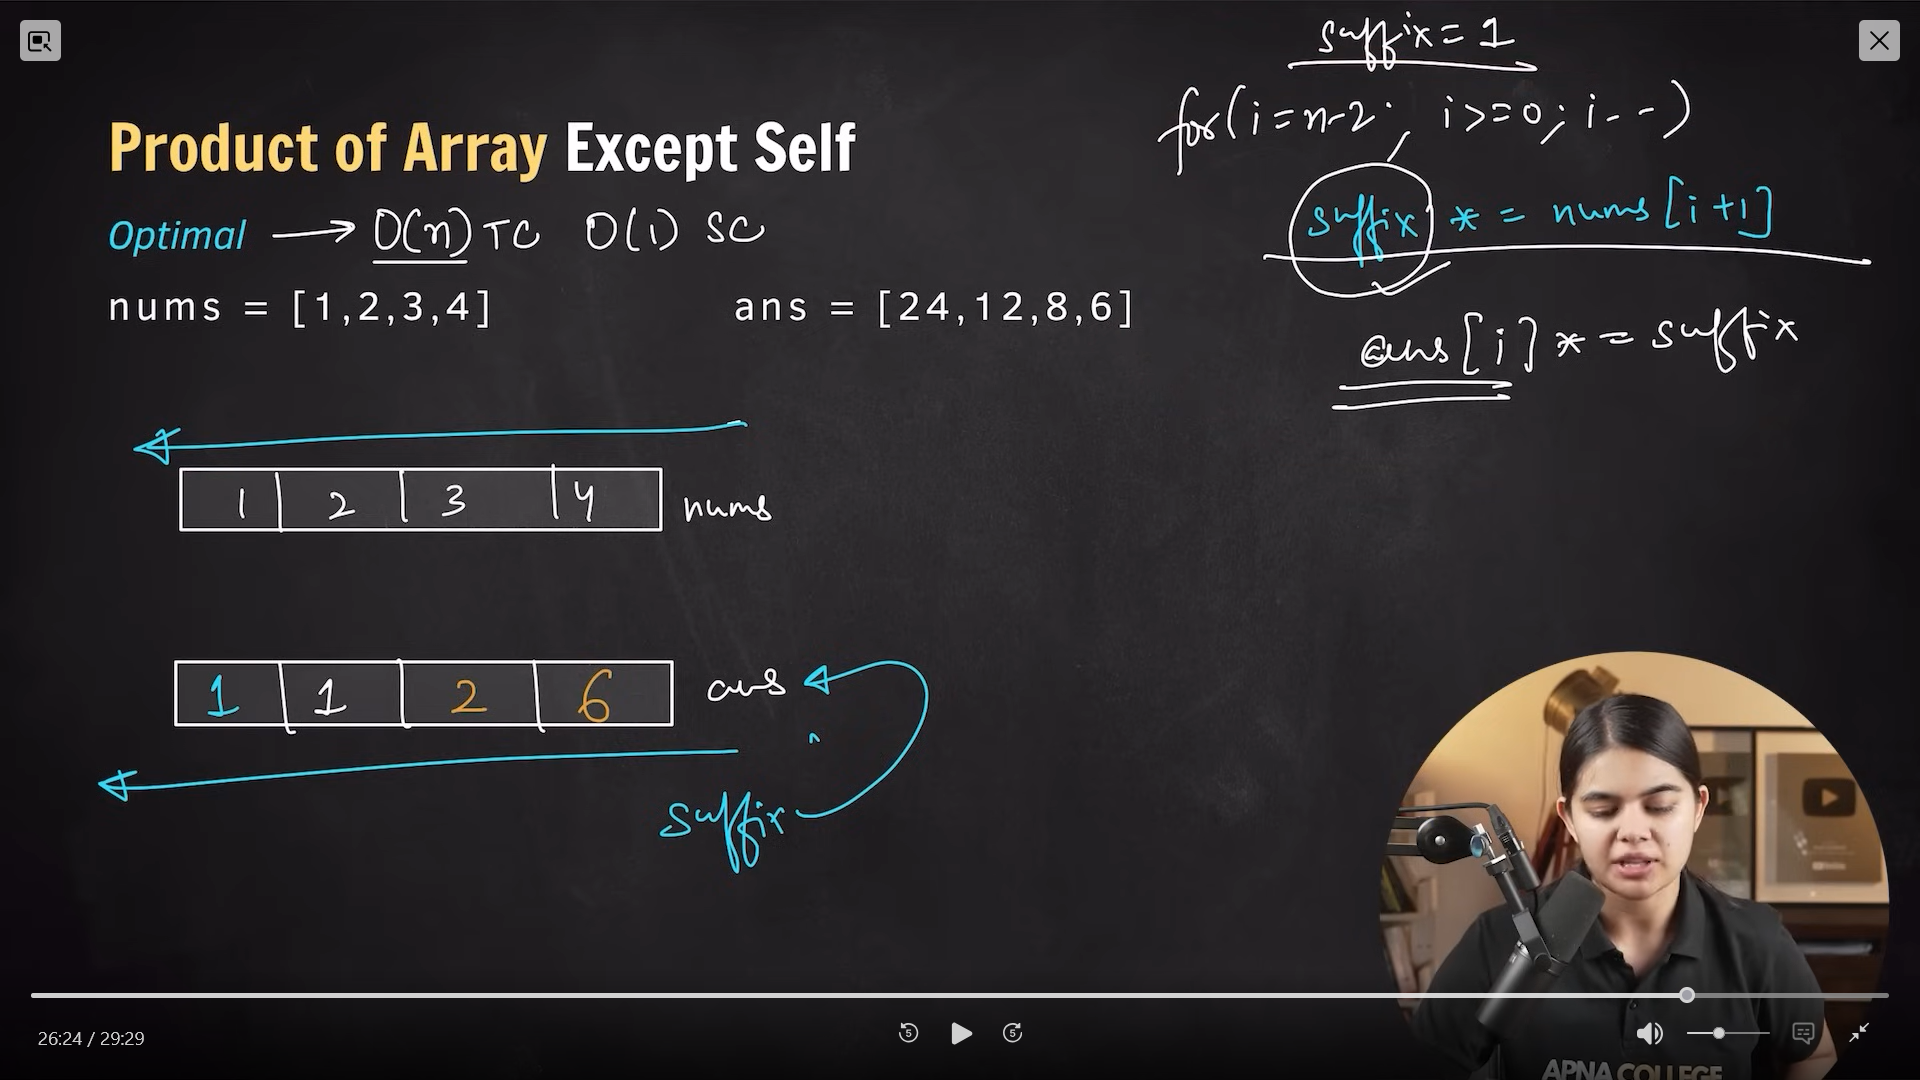 suffix = 1
for(i=n-2; i>=0; i--)
Product of Array Except Self
suffix *= nums[i+1]
Optimal → O(n) TC O(1) SC
nums = [1,2,3,4] ans = [24,12,8,6]
ans[i] *= suffix
1 2 3 4 nums
1 1 2 6 ans
suffix
26:24 / 29:29
5 5
APNA COLLEGE